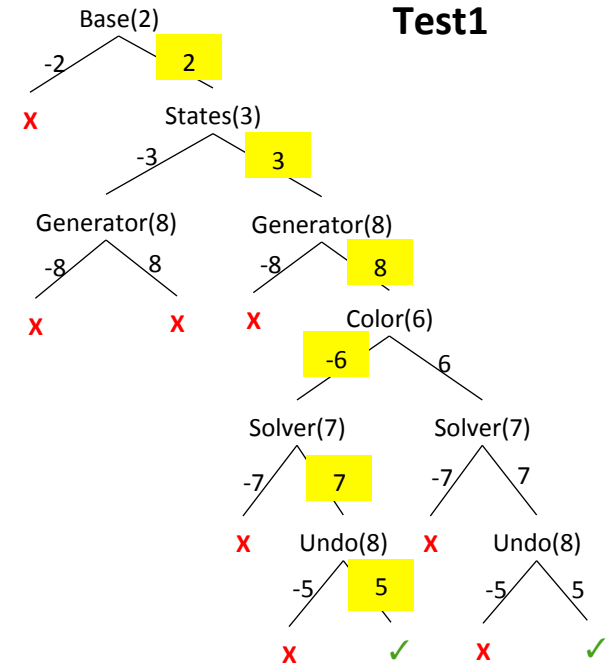 Test1
Base(2)
-2 2
X
States(3)
-3 3
Generator(8) Generator(8)
-8 8 -8 8
X X X
Color(6)
-6 6
Solver(7) Solver(7)
-7 7 -7 7
X Undo(8) X Undo(8)
-5 5 -5 5
X ✓ X ✓